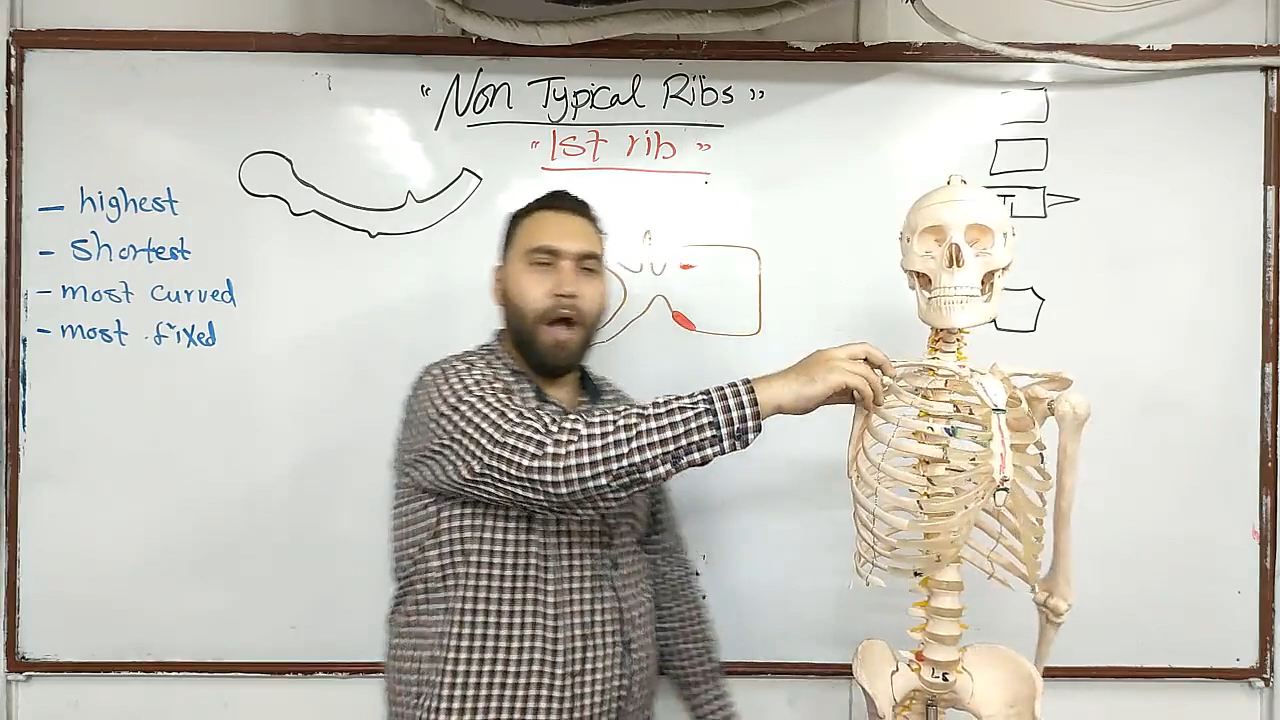 "Non Typical Ribs"
"1st rib"
- highest
- Shortest
- most curved
- most fixed